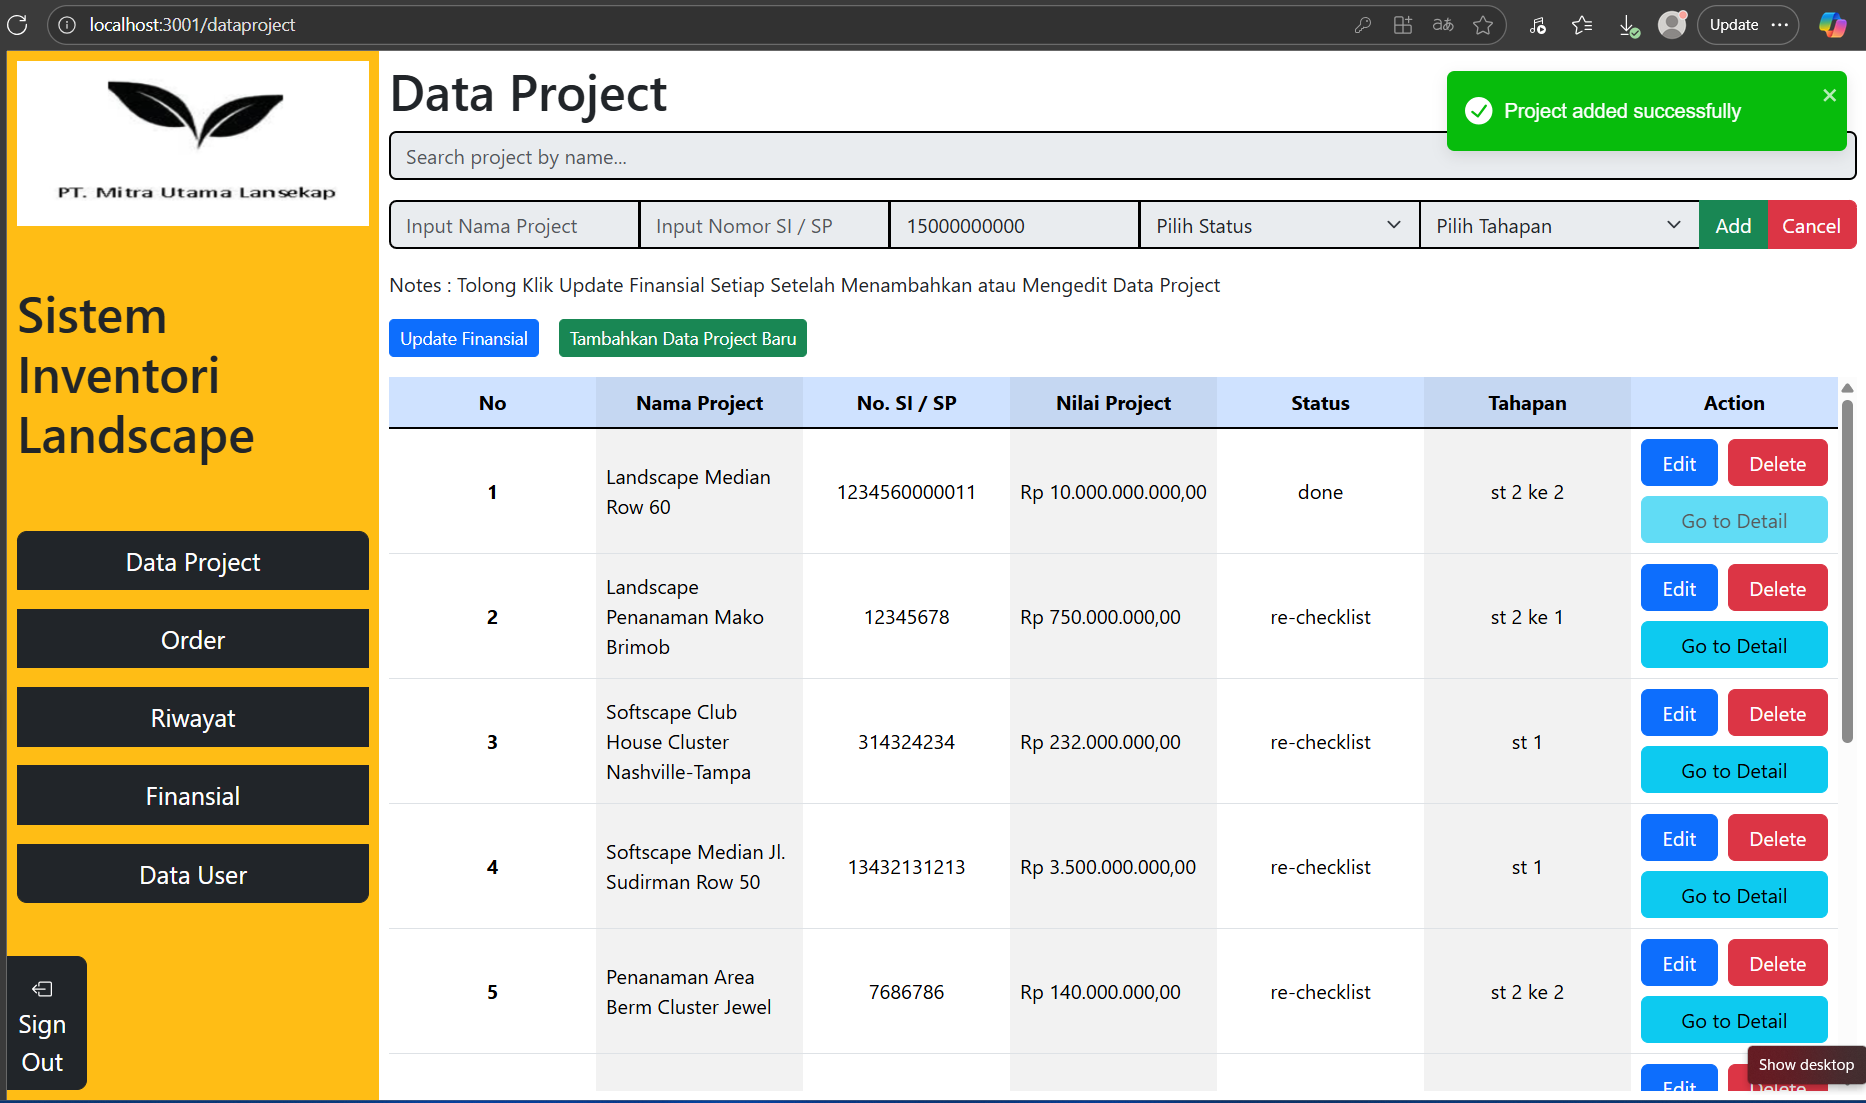 localhost:3001/dataproject
Update
PT. Mitra Utama Lansekap
Sistem
Inventori
Landscape
Data Project
Order
Riwayat
Finansial
Data User
Sign
Out
Data Project
Project added successfully
Search project by name...
Input Nama Project Input Nomor SI / SP 15000000000 Pilih Status Pilih Tahapan Add Cancel
Notes : Tolong Klik Update Finansial Setiap Setelah Menambahkan atau Mengedit Data Project
Update Finansial Tambahkan Data Project Baru
No Nama Project No. SI / SP Nilai Project Status Tahapan Action
1 Landscape Median
Row 60 1234560000011 Rp 10.000.000.000,00 done st 2 ke 2 Edit Delete
Go to Detail
2 Landscape
Penanaman Mako
Brimob 12345678 Rp 750.000.000,00 re-checklist st 2 ke 1 Edit Delete
Go to Detail
3 Softscape Club
House Cluster
Nashville-Tampa 314324234 Rp 232.000.000,00 re-checklist st 1 Edit Delete
Go to Detail
4 Softscape Median Jl.
Sudirman Row 50 13432131213 Rp 3.500.000.000,00 re-checklist st 1 Edit Delete
Go to Detail
5 Penanaman Area
Berm Cluster Jewel 7686786 Rp 140.000.000,00 re-checklist st 2 ke 2 Edit Delete
Go to Detail
Edit Delete
Show desktop